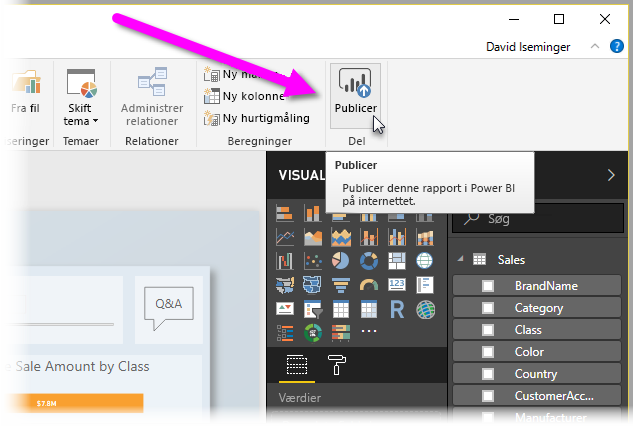 David Iseminger
?
Fra fil
Skift
tema
Administrer
relationer
Ny
Ny kolonne
Ny hurtigmåling
Publicer
Temaer
Relationer
Beregninger
Del
Publicer
Publicer denne rapport i Power BI
på internettet.
VISUAL
Søg
Sales
BrandName
Category
Class
Color
Country
CustomerAcc...
Manufacturer
Q&A
Sale Amount by Class
$7.8M
123
R
Værdier